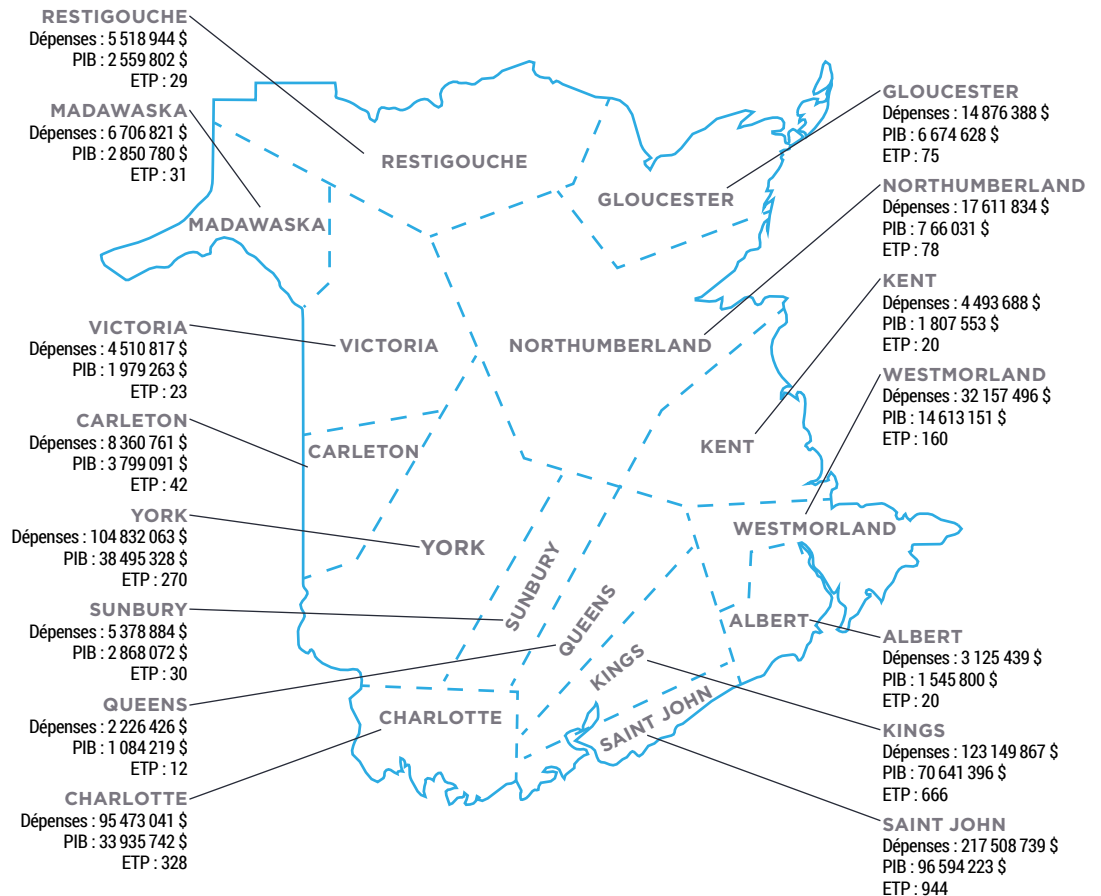 RESTIGOUCHE
Dépenses : 5 518 944 $
PIB : 2 559 802 $
ETP : 29
MADAWASKA
Dépenses : 6 706 821 $
PIB : 2 850 780 $
ETP : 31
VICTORIA
Dépenses : 4 510 817 $
PIB : 1 979 263 $
ETP : 23
CARLETON
Dépenses : 8 360 761 $
PIB : 3 799 091 $
ETP : 42
YORK
Dépenses : 104 832 063 $
PIB : 38 495 328 $
ETP : 270
SUNBURY
Dépenses : 5 378 884 $
PIB : 2 868 072 $
ETP : 30
QUEENS
Dépenses : 2 226 426 $
PIB : 1 084 219 $
ETP : 12
CHARLOTTE
Dépenses : 95 473 041 $
PIB : 33 935 742 $
ETP : 328
RESTIGOUCHE
GLOUCESTER
MADAWASKA
VICTORIA
NORTHUMBERLAND
CARLETON
KENT
YORK
WESTMORLAND
SUNBURY
QUEENS
ALBERT
KINGS
CHARLOTTE
SAINT JOHN
GLOUCESTER
Dépenses : 14 876 388 $
PIB : 6 674 628 $
ETP : 75
NORTHUMBERLAND
Dépenses : 17 611 834 $
PIB : 7 66 031 $
ETP : 78
KENT
Dépenses : 4 493 688 $
PIB : 1 807 553 $
ETP : 20
WESTMORLAND
Dépenses : 32 157 496 $
PIB : 14 613 151 $
ETP : 160
ALBERT
Dépenses : 3 125 439 $
PIB : 1 545 800 $
ETP : 20
KINGS
Dépenses : 123 149 867 $
PIB : 70 641 396 $
ETP : 666
SAINT JOHN
Dépenses : 217 508 739 $
PIB : 96 594 223 $
ETP : 944